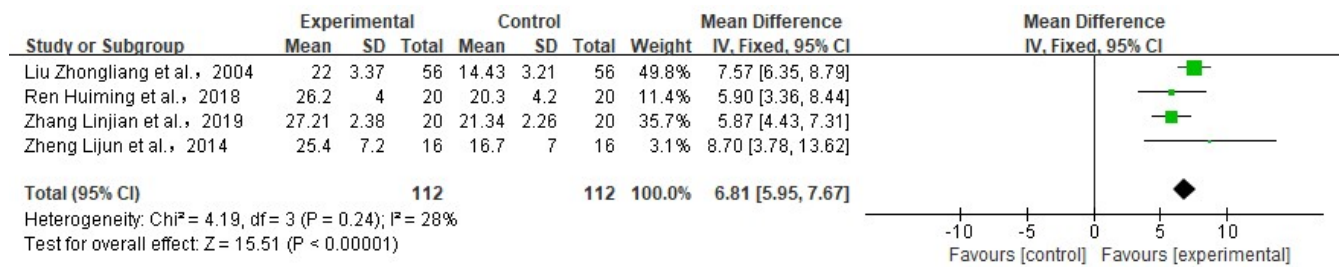 Experimental Control Mean Difference Mean Difference
Study or Subgroup Mean SD Total Mean SD Total Weight IV, Fixed, 95% CI IV, Fixed, 95% CI
Liu Zhongliang et al., 2004 22 3.37 56 14.43 3.21 56 49.8% 7.57 [6.35, 8.79]
Ren Huiming et al., 2018 26.2 4 20 20.3 4.2 20 11.4% 5.90 [3.36, 8.44]
Zhang Linjian et al., 2019 27.21 2.38 20 21.34 2.26 20 35.7% 5.87 [4.43, 7.31]
Zheng Lijun et al., 2014 25.4 7.2 16 16.7 7 16 3.1% 8.70 [3.78, 13.62]
Total (95% CI) 112 112 100.0% 6.81 [5.95, 7.67]
Heterogeneity: Chi² = 4.19, df = 3 (P = 0.24); I² = 28%
Test for overall effect: Z = 15.51 (P < 0.00001)
-10 -5 0 5 10
Favours [control] Favours [experimental]